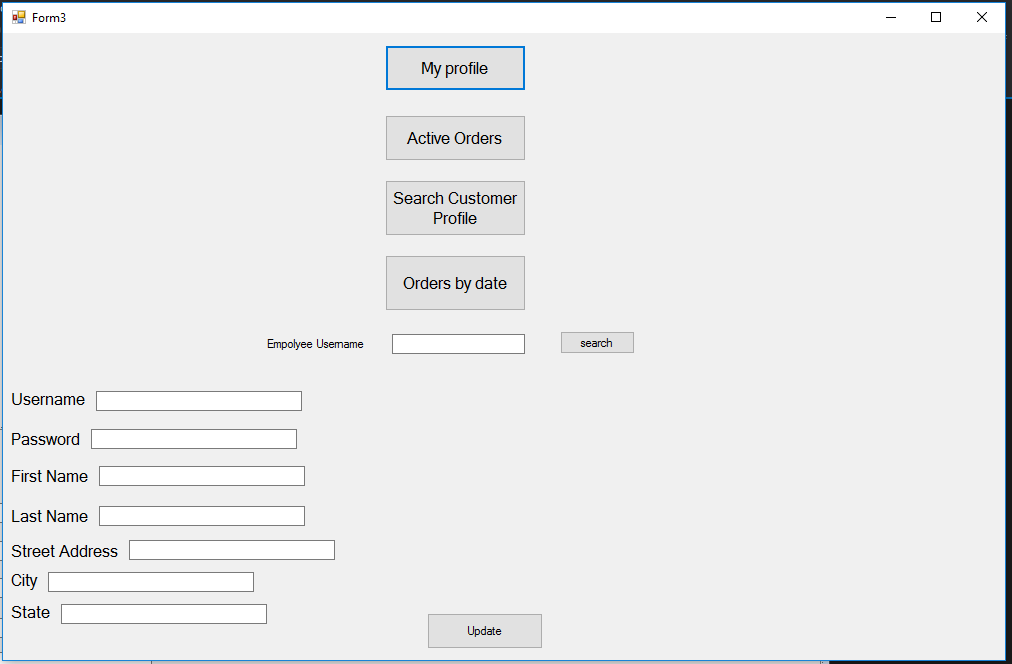 Form3
My profile
Active Orders
Search Customer
Profile
Orders by date
Empolyee Username
search
Username
Password
First Name
Last Name
Street Address
City
State
Update